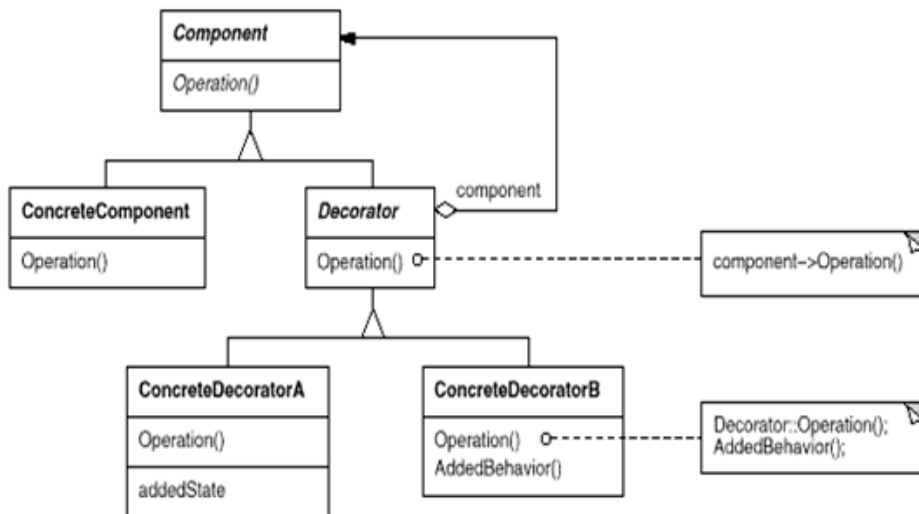 Component
Operation()
component
ConcreteComponent
Operation()
Decorator
Operation()
component->Operation()
ConcreteDecoratorA
Operation()
addedState
ConcreteDecoratorB
Operation()
AddedBehavior()
Decorator::Operation();
AddedBehavior();